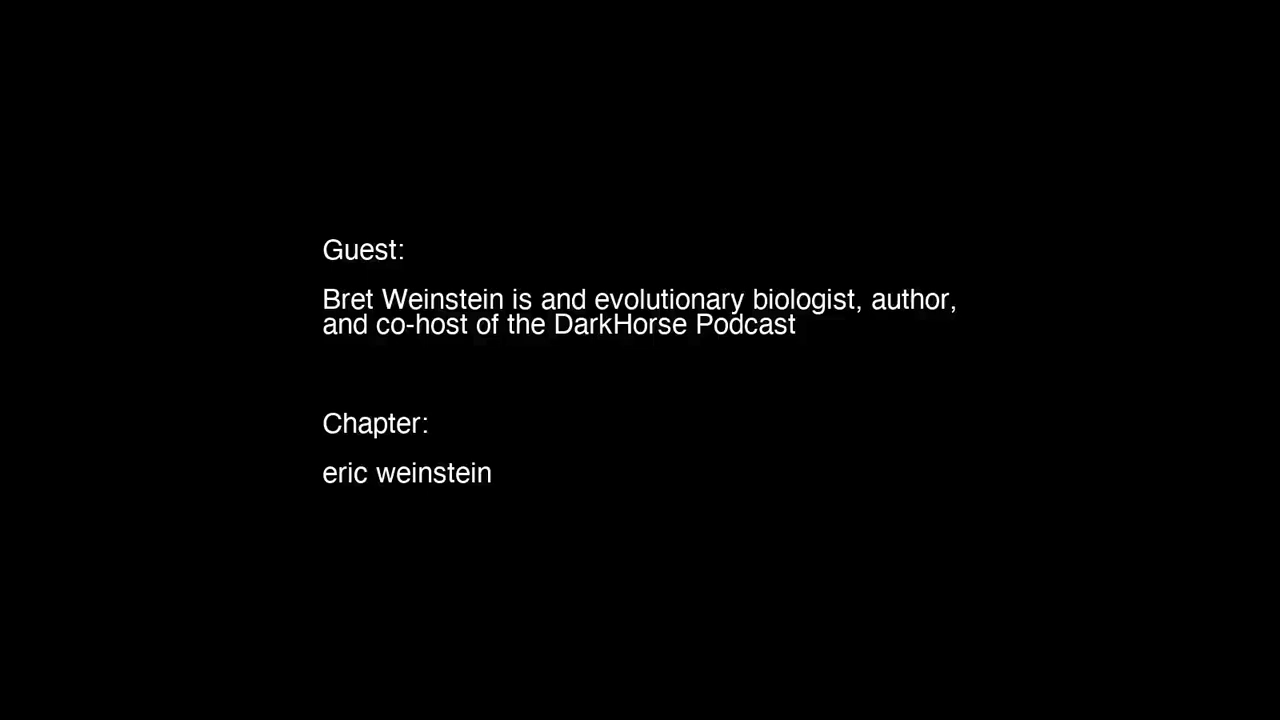 Guest:
Bret Weinstein is and evolutionary biologist, author,
and co-host of the DarkHorse Podcast
Chapter:
eric weinstein